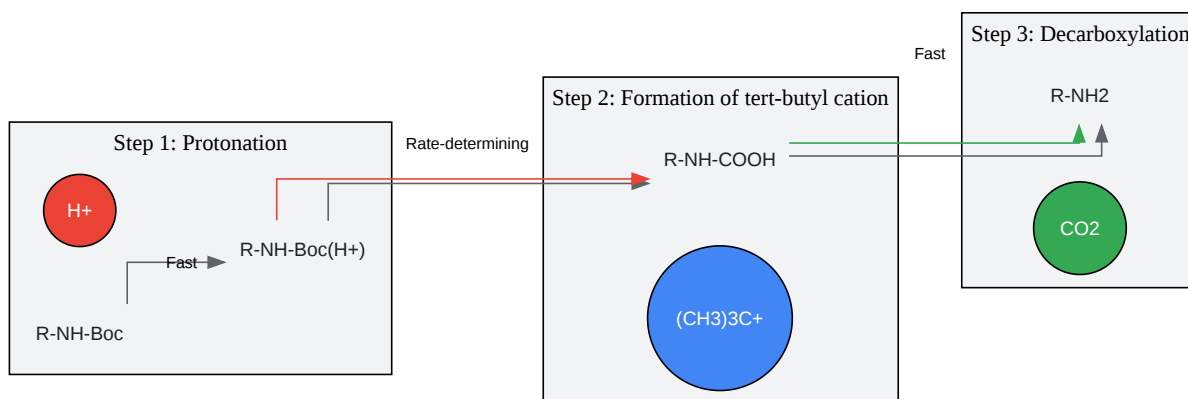 Step 1: Protonation
H+
R-NH-Boc(H+)
Fast
R-NH-Boc
Rate-determining
Step 2: Formation of tert-butyl cation
R-NH-COOH
(CH3)3C+
Fast
Step 3: Decarboxylation
R-NH2
CO2